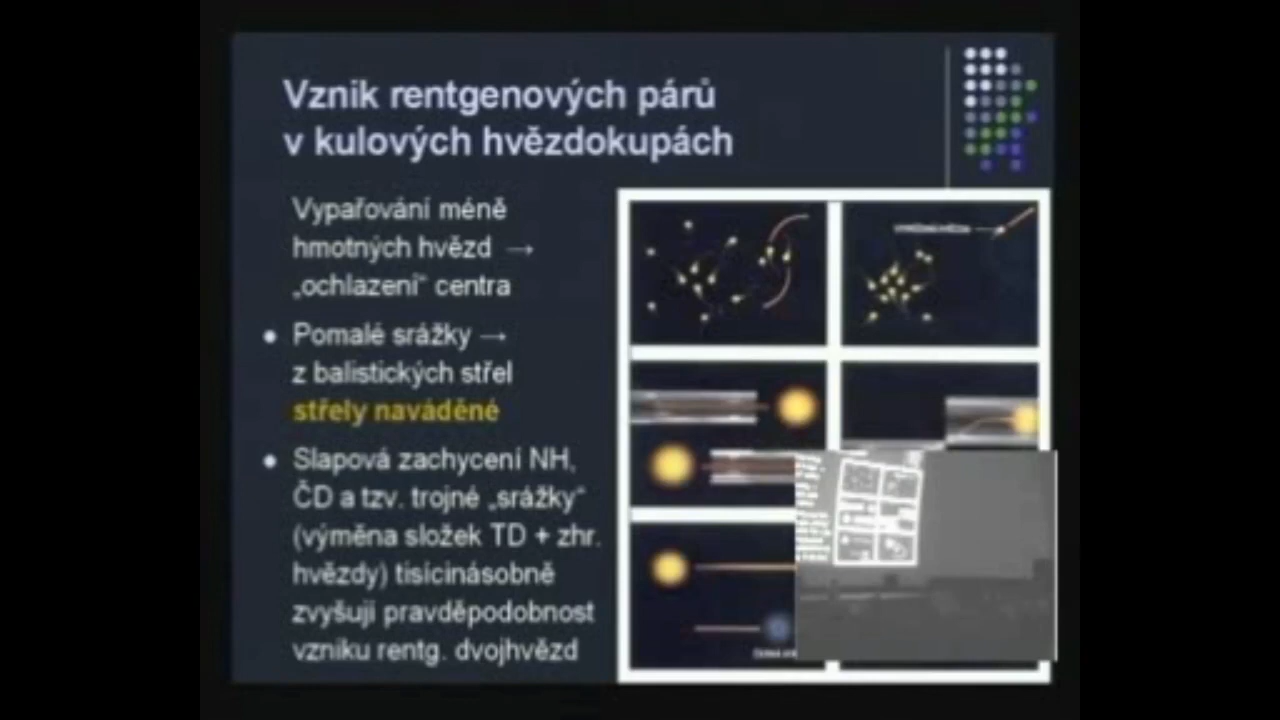 Vznik rentgenových párů
v kulových hvězdokupách
Vypařování méně
hmotných hvězd →
„ochlazení“ centra
● Pomalé srážky →
z balistických střel
střely naváděné
● Slapová zachycení NH,
ČD a tzv. trojné „srážky“
(výměna složek TD + zhr.
hvězdy) tisícinásobně
zvyšují pravděpodobnost
vzniku rentg. dvojhvězd